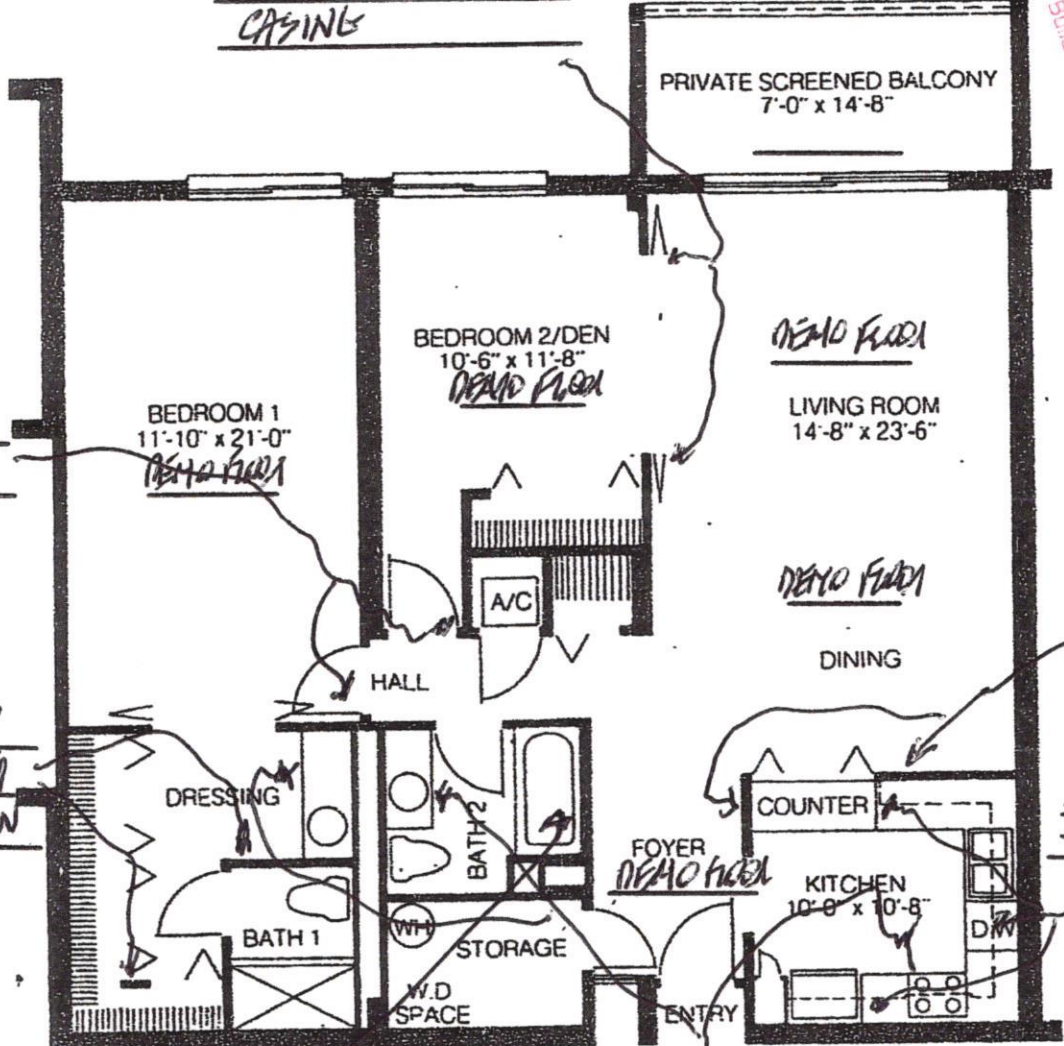 CASING
PRIVATE SCREENED BALCONY
7'-0" x 14'-8"
BEDROOM 2/DEN
10'-6" x 11'-8"
DEMO FLOOR
DEMO FLOOR
LIVING ROOM
14'-8" x 23'-6"
BEDROOM 1
11'-10" x 21'-0"
DEMO FLOOR
DEMO FLOOR
A/C
DINING
HALL
DRESSING
COUNTER
BATH 2
FOYER
DEMO FLOOR
KITCHEN
10'-0" x 10'-8"
BATH 1
WH
STORAGE
D/W
W.D
SPACE
ENTRY